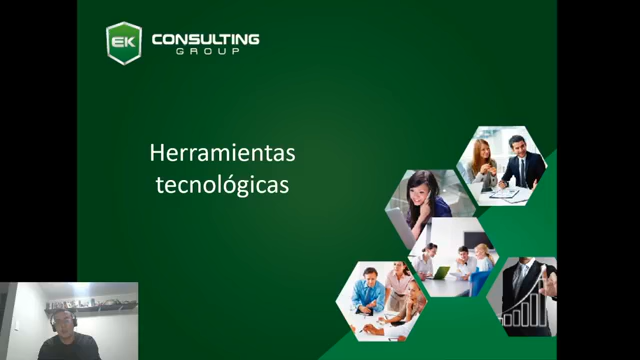 EK
CONSULTING
GROUP
Herramientas
tecnológicas